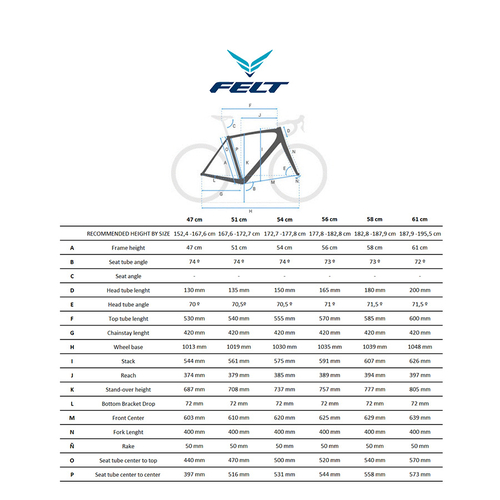 FELT
F
J
C
D
O
P
K
I
N
E
L
B
M
G
H
47 cm 51 cm 54 cm 56 cm 58 cm 61 cm
RECOMMENDED HEIGHT BY SIZE 152,4 -167,6 cm 167,6 -172,7 cm 172,7 -177,8 cm 177,8 -182,8 cm 182,8 -187,9 cm 187,9 -195,5 cm
A Frame height 47 cm 51 cm 54 cm 56 cm 58 cm 61 cm
B Seat tube angle 74 º 74 º 74 º 73 º 73 º 72 º
C Seat angle - - - - - -
D Head tube lenght 130 mm 135 mm 150 mm 165 mm 180 mm 200 mm
E Head tube angle 70 º 70,5º 70,5 º 71 º 71,5 º 71,5 º
F Top tube lenght 530 mm 540 mm 555 mm 570 mm 585 mm 600 mm
G Chainstay lenght 420 mm 420 mm 420 mm 420 mm 420 mm 420 mm
H Wheel base 1013 mm 1019 mm 1030 mm 1035 mm 1039 mm 1048 mm
I Stack 544 mm 561 mm 575 mm 591 mm 607 mm 626 mm
J Reach 374 mm 379 mm 385 mm 389 mm 394 mm 397 mm
K Stand-over height 687 mm 708 mm 737 mm 757 mm 777 mm 805 mm
L Bottom Bracket Drop 72 mm 72 mm 72 mm 72 mm 72 mm 72 mm
M Front Center 603 mm 610 mm 620 mm 625 mm 629 mm 639 mm
N Fork Lenght 400 mm 400 mm 400 mm 400 mm 400 mm 400 mm
Ñ Rake 50 mm 50 mm 50 mm 50 mm 50 mm 50 mm
O Seat tube center to top 440 mm 470 mm 500 mm 520 mm 540 mm 570 mm
P Seat tube center to center 397 mm 516 mm 531 mm 544 mm 558 mm 573 mm